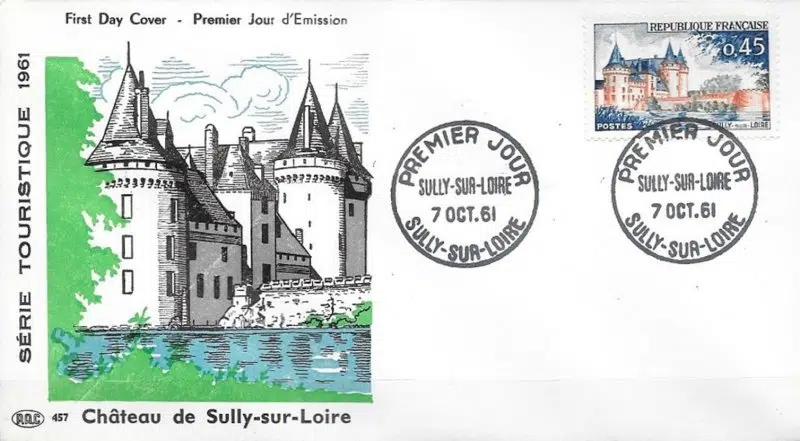 First Day Cover - Premier Jour d'Emission
SÉRIE TOURISTIQUE 1961
REPUBLIQUE FRANÇAISE
0,45
POSTES
SULLY-SUR-LOIRE
PREMIER JOUR
SULLY-SUR-LOIRE
7 OCT. 61
SULLY-SUR-LOIRE
PREMIER JOUR
SULLY-SUR-LOIRE
7 OCT. 61
SULLY-SUR-LOIRE
457 Château de Sully-sur-Loire